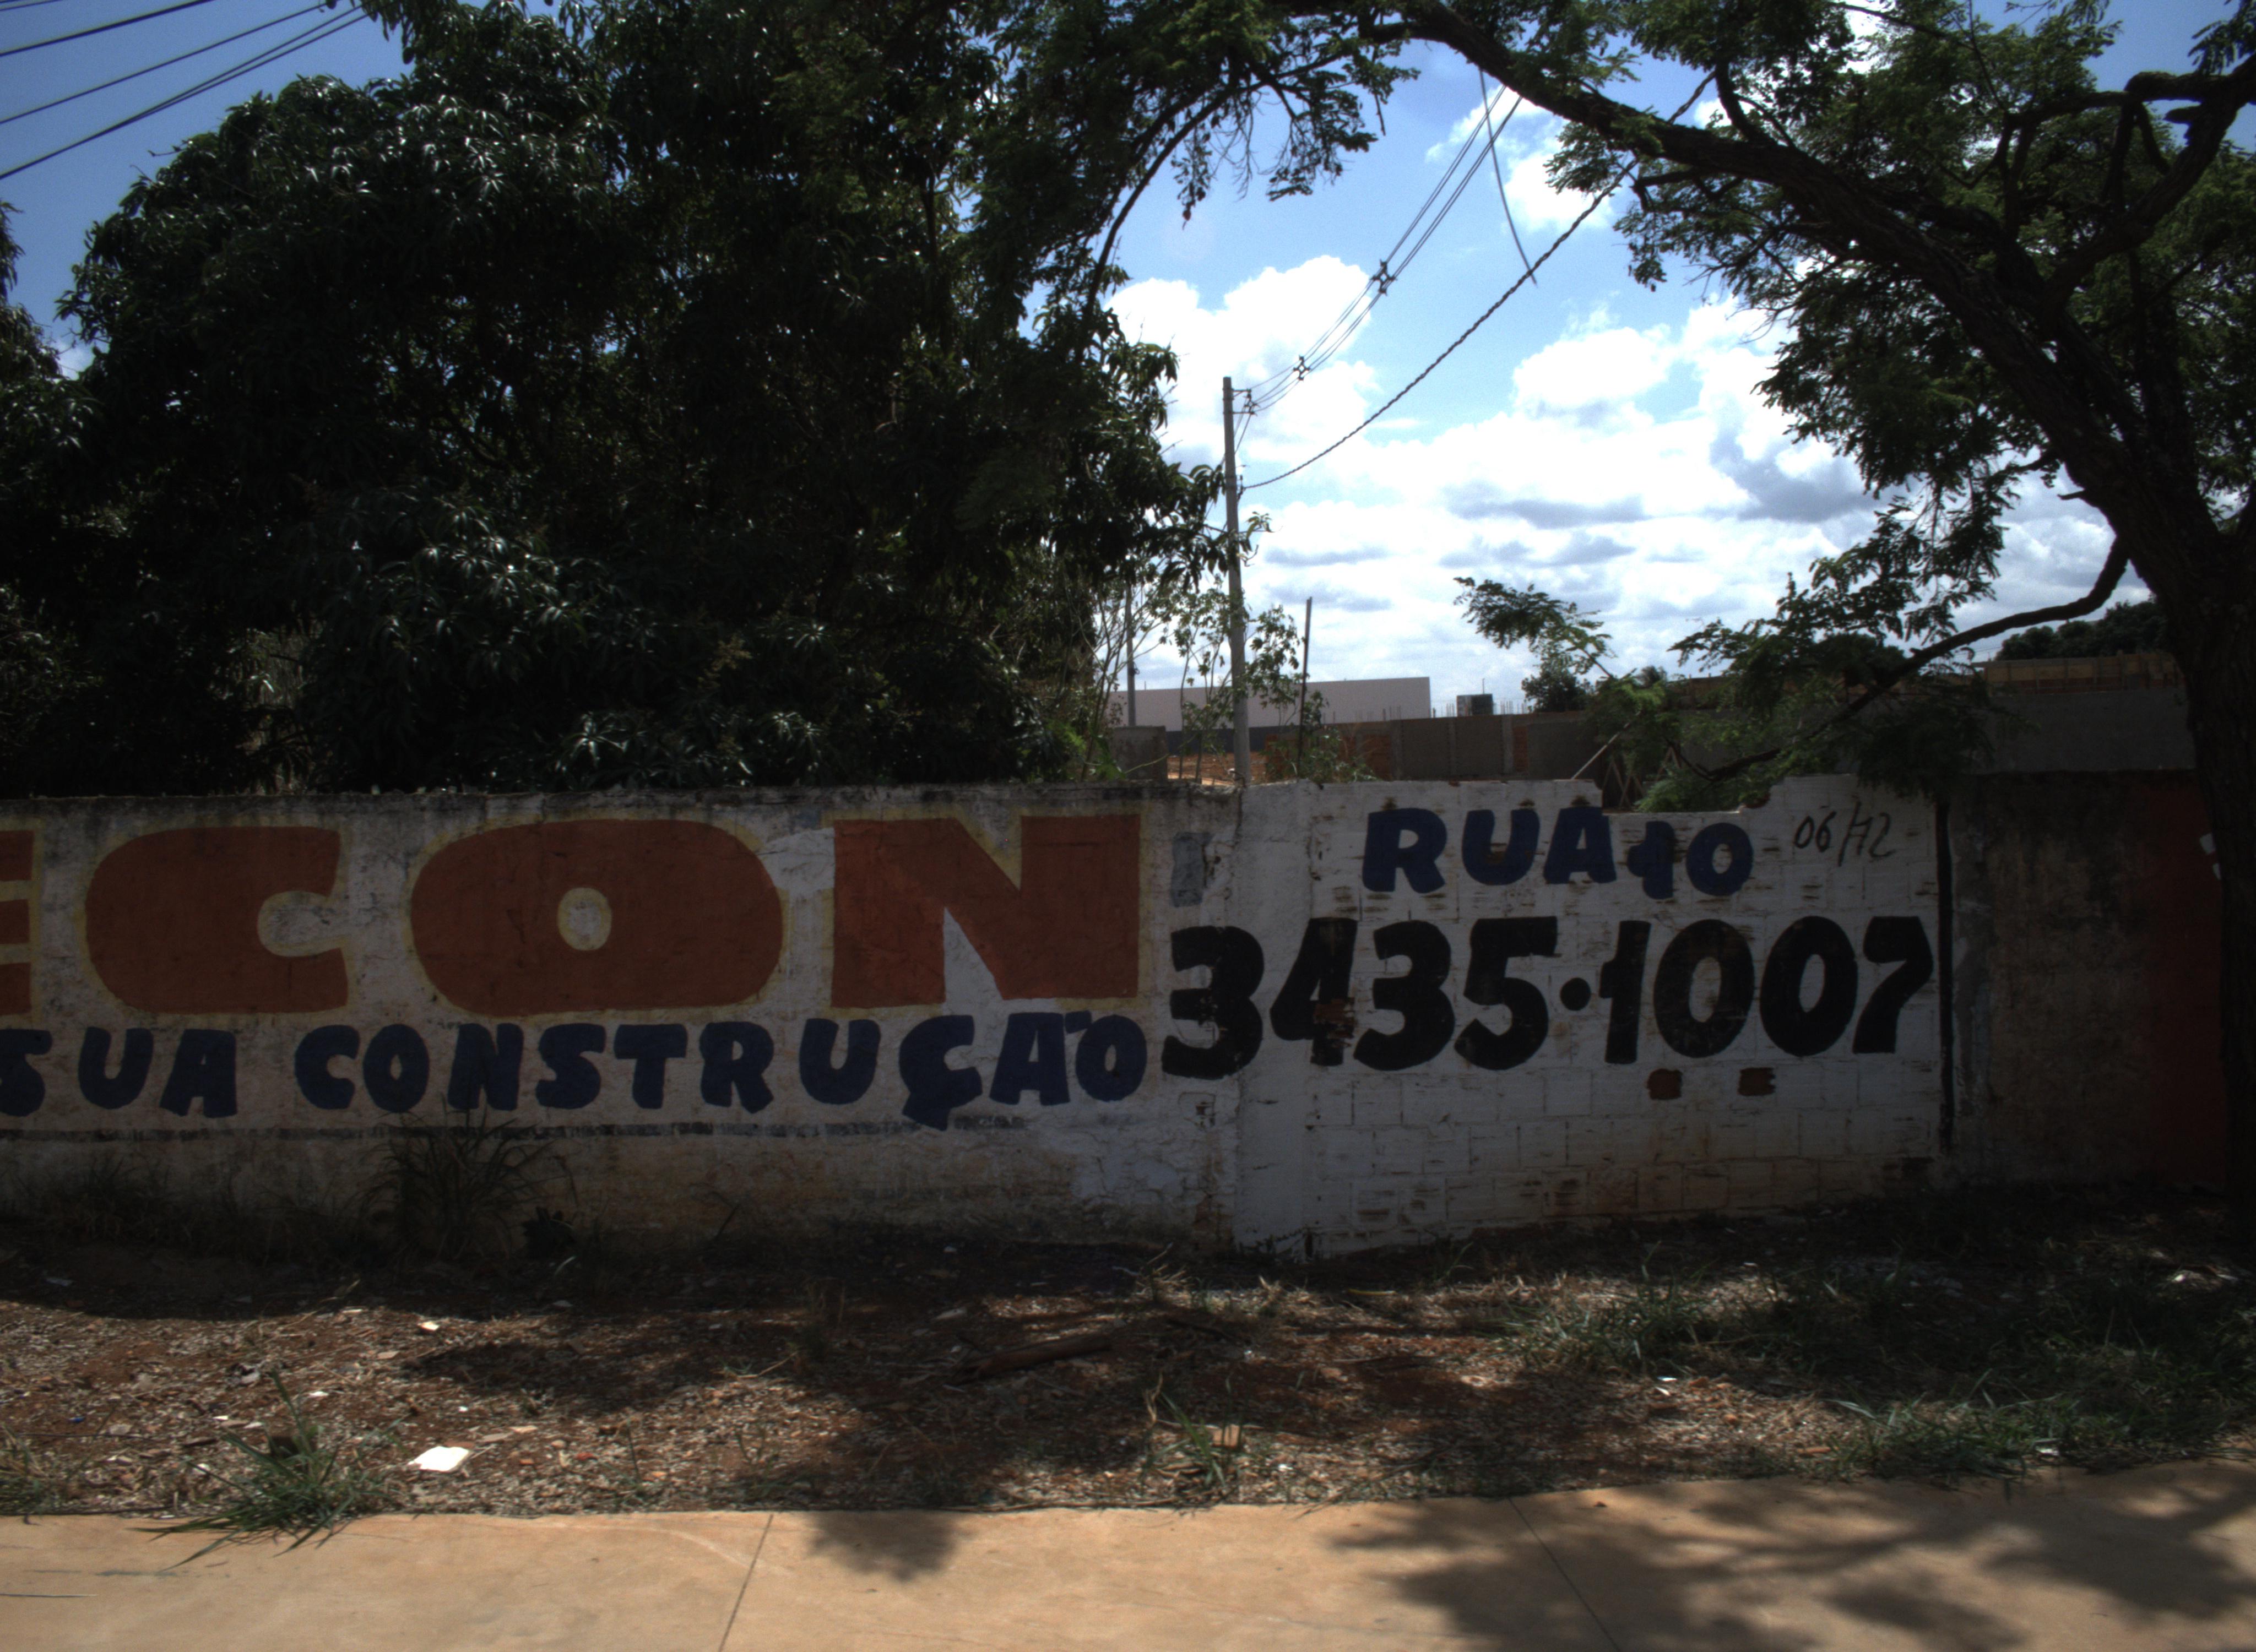 ECON
SUA CONSTRUÇÃO
RUA 10
06/12
3435·1007